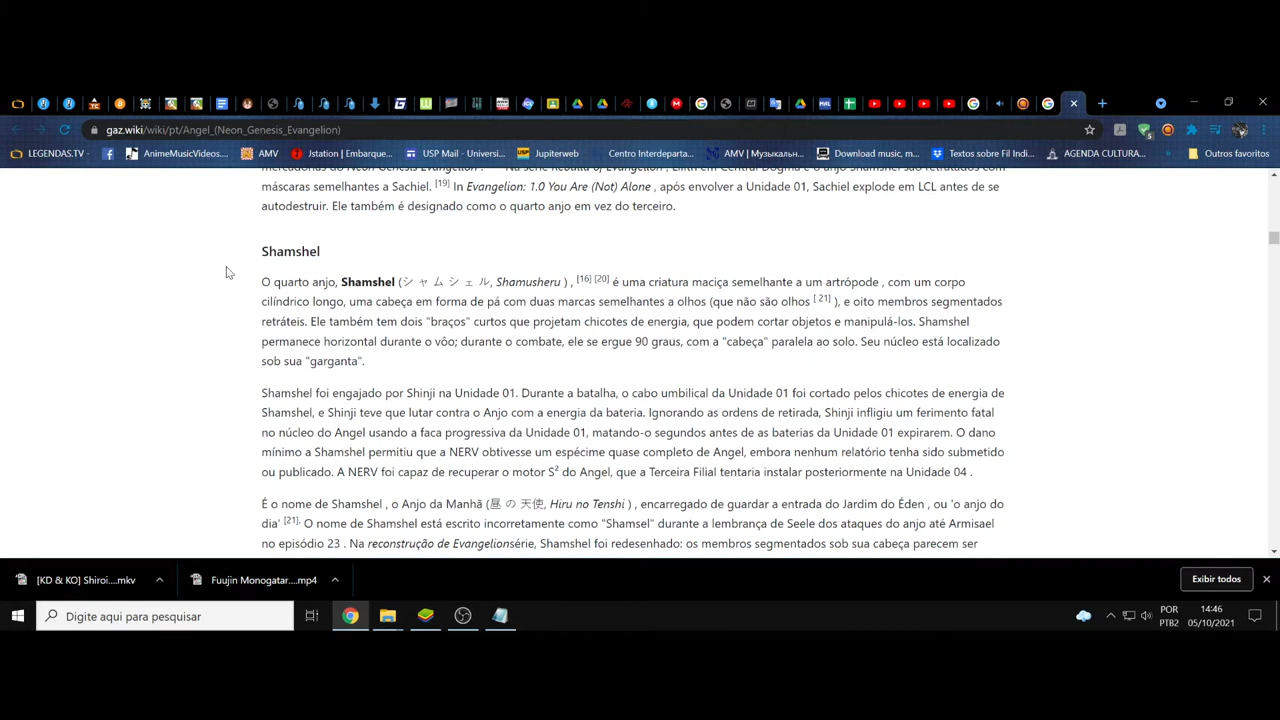 gaz.wiki/wiki/pt/Angel_(Neon_Genesis_Evangelion)
5
LEGENDAS.TV -
AnimeMusicVideos...
AMV
Jstation | Embarque...
USP Mail - Universi...
Jupiterweb
Centro Interdeparta...
AMV | Музыкальн...
Download music, m...
Textos sobre Fil Indi...
AGENDA CULTURA...
»
Outros favoritos
máscaras semelhantes a Sachiel. [19] In Evangelion: 1.0 You Are (Not) Alone , após envolver a Unidade 01, Sachiel explode em LCL antes de se
autodestruir. Ele também é designado como o quarto anjo em vez do terceiro.
Shamshel
O quarto anjo, Shamshel (シ ャ ム シ ェ ル, Shamusheru ) , [16] [20] é uma criatura maciça semelhante a um artrópode , com um corpo
cilíndrico longo, uma cabeça em forma de pá com duas marcas semelhantes a olhos (que não são olhos [ 21] ), e oito membros segmentados
retráteis. Ele também tem dois "braços" curtos que projetam chicotes de energia, que podem cortar objetos e manipulá-los. Shamshel
permanece horizontal durante o vôo; durante o combate, ele se ergue 90 graus, com a "cabeça" paralela ao solo. Seu núcleo está localizado
sob sua "garganta".
Shamshel foi engajado por Shinji na Unidade 01. Durante a batalha, o cabo umbilical da Unidade 01 foi cortado pelos chicotes de energia de
Shamshel, e Shinji teve que lutar contra o Anjo com a energia da bateria. Ignorando as ordens de retirada, Shinji infligiu um ferimento fatal
no núcleo do Angel usando a faca progressiva da Unidade 01, matando-o segundos antes de as baterias da Unidade 01 expirarem. O dano
mínimo a Shamshel permitiu que a NERV obtivesse um espécime quase completo de Angel, embora nenhum relatório tenha sido submetido
ou publicado. A NERV foi capaz de recuperar o motor S² do Angel, que a Terceira Filial tentaria instalar posteriormente na Unidade 04 .
É o nome de Shamshel , o Anjo da Manhã (昼 の 天使, Hiru no Tenshi ) , encarregado de guardar a entrada do Jardim do Éden , ou 'o anjo do
dia' [21]. O nome de Shamshel está escrito incorretamente como "Shamsel" durante a lembrança de Seele dos ataques do anjo até Armisael
no episódio 23 . Na reconstrução de Evangelionsérie, Shamshel foi redesenhado: os membros segmentados sob sua cabeça parecem ser
[KD & KO] Shiroi....mkv
Fuujin Monogatar....mp4
Exibir todos
Digite aqui para pesquisar
POR
PTB2
14:46
05/10/2021